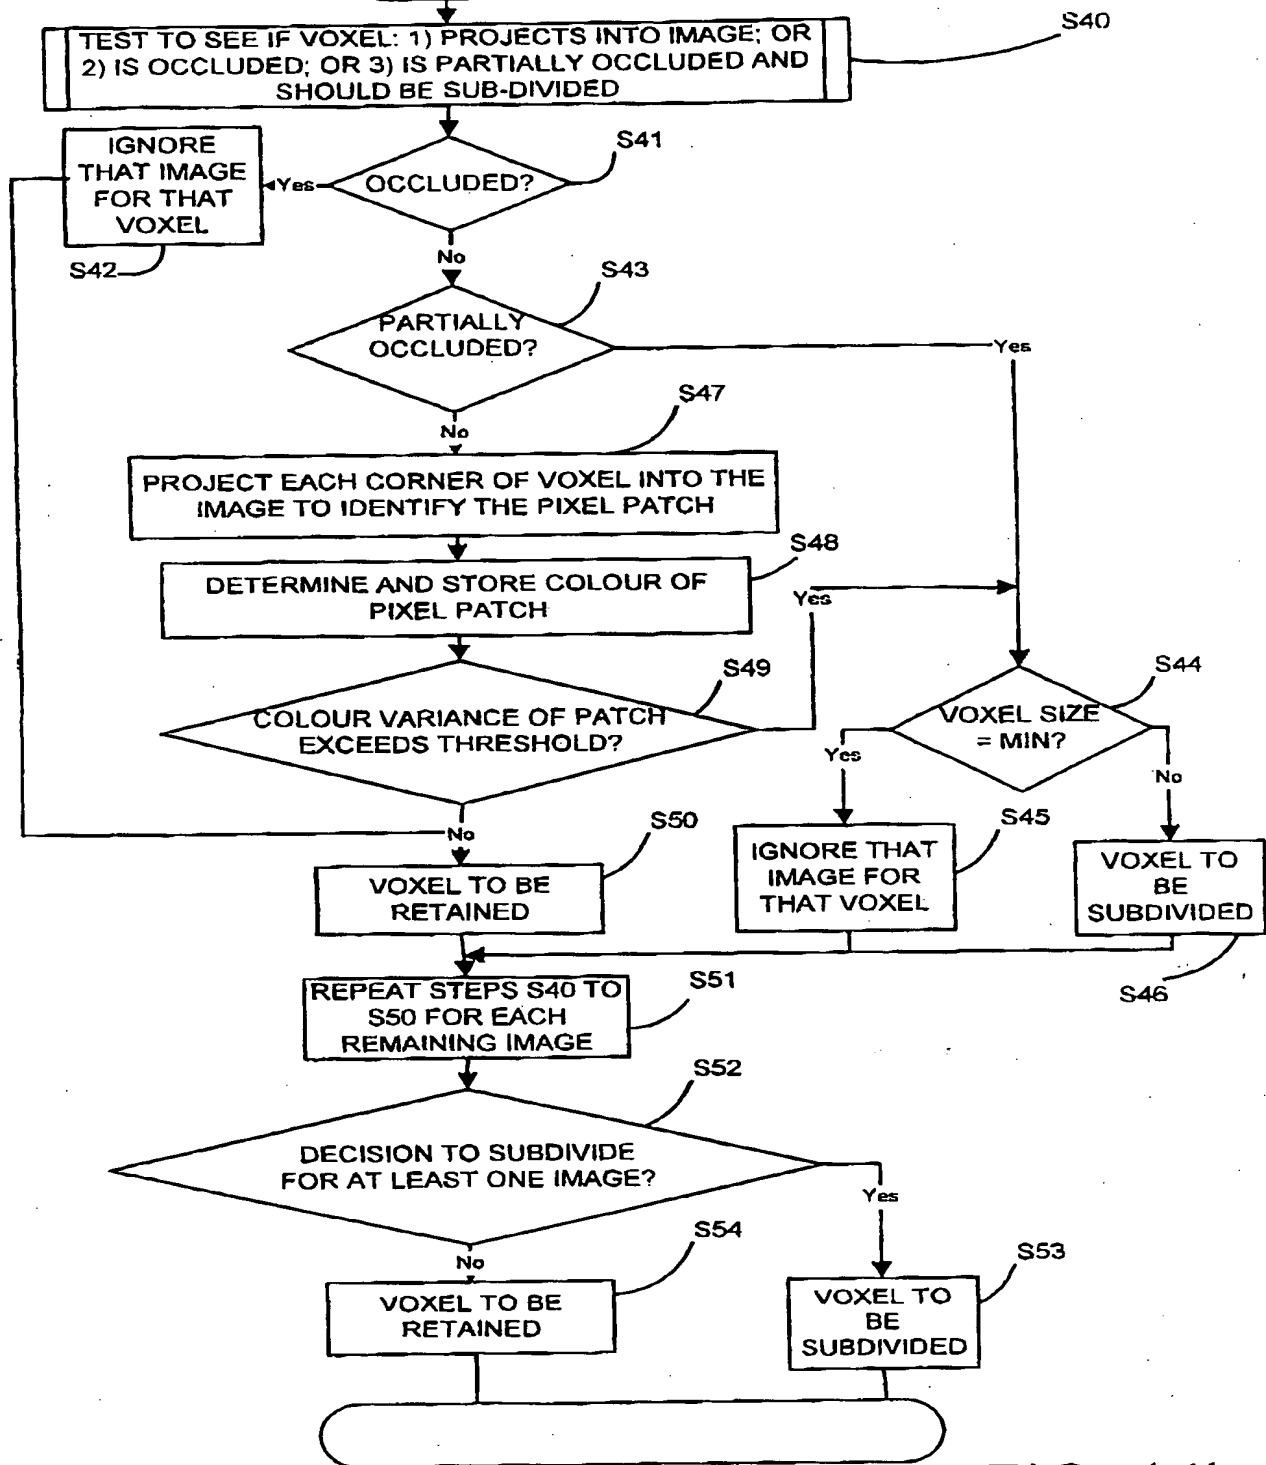 S40
TEST TO SEE IF VOXEL: 1) PROJECTS INTO IMAGE; OR
2) IS OCCLUDED; OR 3) IS PARTIALLY OCCLUDED AND
SHOULD BE SUB-DIVIDED
S41
OCCLUDED?
Yes
IGNORE
THAT IMAGE
FOR THAT
VOXEL
S42
No
S43
PARTIALLY
OCCLUDED?
Yes
No
S47
PROJECT EACH CORNER OF VOXEL INTO THE
IMAGE TO IDENTIFY THE PIXEL PATCH
S48
DETERMINE AND STORE COLOUR OF
PIXEL PATCH
Yes
S49
COLOUR VARIANCE OF PATCH
EXCEEDS THRESHOLD?
S44
VOXEL SIZE
= MIN?
Yes
No
No
S50
VOXEL TO BE
RETAINED
S45
IGNORE THAT
IMAGE FOR
THAT VOXEL
VOXEL TO
BE
SUBDIVIDED
S46
S51
REPEAT STEPS S40 TO
S50 FOR EACH
REMAINING IMAGE
S52
DECISION TO SUBDIVIDE
FOR AT LEAST ONE IMAGE?
Yes
No
S54
VOXEL TO BE
RETAINED
S53
VOXEL TO
BE
SUBDIVIDED